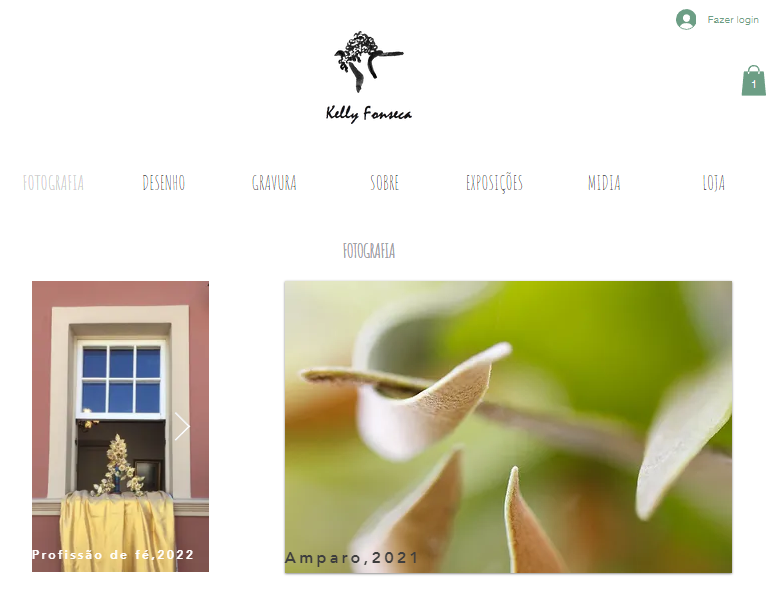 Fazer login
1
Kelly Fonseca
FOTOGRAFIA DESENHO GRAVURA SOBRE EXPOSIÇÕES MIDIA LOJA
FOTOGRAFIA
Profissão de fé,2022
Amparo,2021